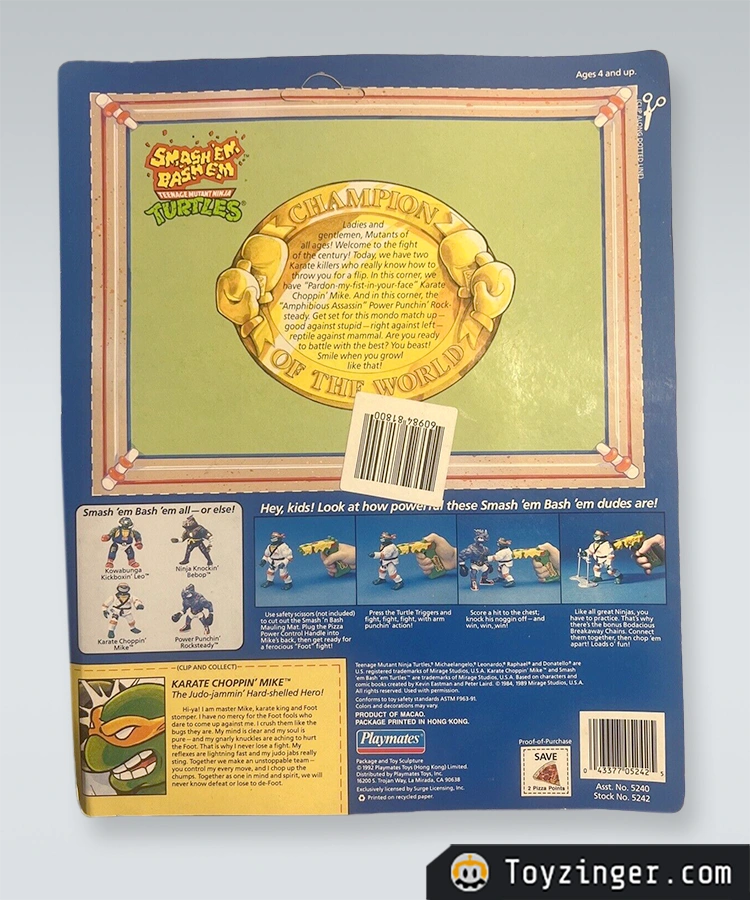 Ages 4 and up.
CLIP ALONG DOTTED LINE
SMASH 'EM
BASH 'EM
TEENAGE MUTANT NINJA
TURTLES®
CHAMPION
Ladies and
gentlemen, Mutants of
all ages! Welcome to the fight
of the century! Today, we have two
Karate killers who really know how to
throw you for a flip. In this corner, we
have "Pardon-my-fist-in-your-face" Karate
Choppin' Mike. And in this corner, the
"Amphibious Assassin" Power Punchin' Rock-
steady. Get set for this mondo match up—
good against stupid—right against left—
reptile against mammal. Are you ready
to battle with the best? You beast!
Smile when you growl
like that!
OF THE WORLD
60984 81800
Smash 'em Bash 'em all—or else!
Kowabunga
Kickboxin' Leo™
Ninja Knockin'
Bebop™
Karate Choppin'
Mike™
Power Punchin'
Rocksteady™
Hey, kids! Look at how powerful these Smash 'em Bash 'em dudes are!
Use safety scissors (not included)
to cut out the Smash 'n Bash
Mauling Mat. Plug the Pizza
Power Control Handle into
Mike's back, then get ready for
a ferocious "Foot" fight!
Press the Turtle Triggers and
fight, fight, fight, with arm
punchin' action!
Score a hit to the chest;
knock his noggin off—and
win, win, win!
Like all great Ninjas, you
have to practice. That's why
there's the bonus Bodacious
Breakaway Chains. Connect
them together, then chop 'em
apart! Loads o' fun!
(CLIP AND COLLECT)
KARATE CHOPPIN' MIKE™
The Judo-jammin' Hard-shelled Hero!
Hi-ya! I am master Mike, karate king and Foot
stomper. I have no mercy for the Foot fools who
dare to come up against me. I crush them like the
bugs they are. My mind is clear and my soul is
pure—and my gnarly knuckles are aching to hurt
the Foot. That is why I never lose a fight. My
reflexes are lightning fast and my judo jabs really
sting. Together we make an unstoppable team—
you control my every move, and I chop up the
chumps. Together as one in mind and spirit, we will
never know defeat or lose to de-Foot.
Teenage Mutant Ninja Turtles,® Michaelangelo,® Leonardo,® Raphael® and Donatello® are
U.S. registered trademarks of Mirage Studios, U.S.A. Karate Choppin' Mike™ and Smash
'em Bash 'em Turtles™ are trademarks of Mirage Studios, U.S.A. Based on characters and
comic books created by Kevin Eastman and Peter Laird. © 1984, 1989 Mirage Studios, U.S.A.
All rights reserved. Used with permission.
Conforms to safety standards ASTM F963-91.
Colors and decorations may vary.
PRODUCT OF MACAO.
PACKAGE PRINTED IN HONG KONG.
Playmates®
Package and Toy Sculpture
© 1992 Playmates Toys (Hong Kong) Limited.
Distributed by Playmates Toys, Inc.
16200 S. Trojan Way, La Mirada, CA 90638
Exclusively licensed by Surge Licensing, Inc.
Printed on recycled paper.
Proof-of-Purchase
SAVE
2 Pizza Points
0 43377 05242 5
Asst. No. 5240
Stock No. 5242
Toyzinger.com